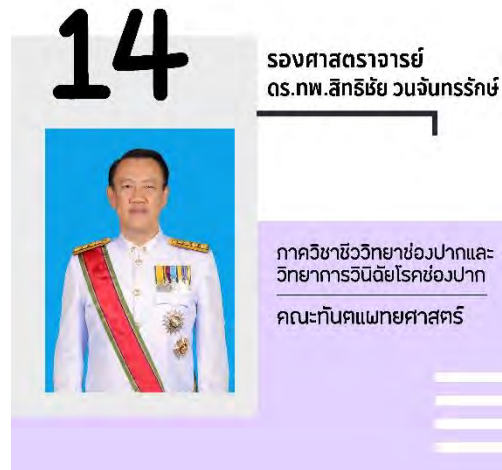 14
รองศาสตราจารย์
ดร.ทพ.สิทธิชัย วนจันทรรักษ์
ภาควิชาชีววิทยาช่องปากและ
วิทยาการวินิฉัยโรคช่องปาก
คณะทันตแพทยศาสตร์